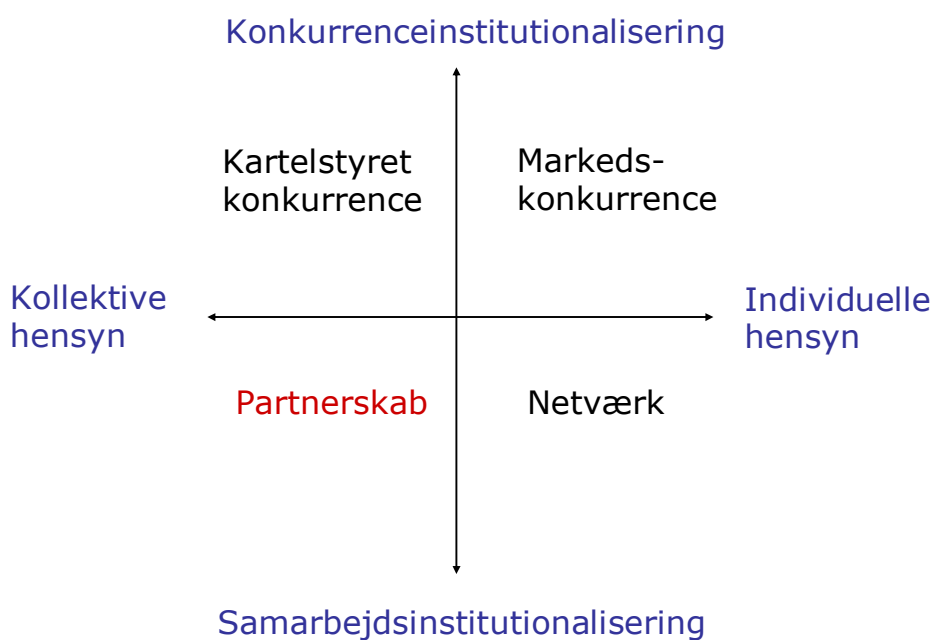 Konkurrenceinstitutionalisering
Kartelstyret
konkurrence
Markeds-
konkurrence
Kollektive
hensyn
Individuelle
hensyn
Partnerskab
Netværk
Samarbejdsinstitutionalisering